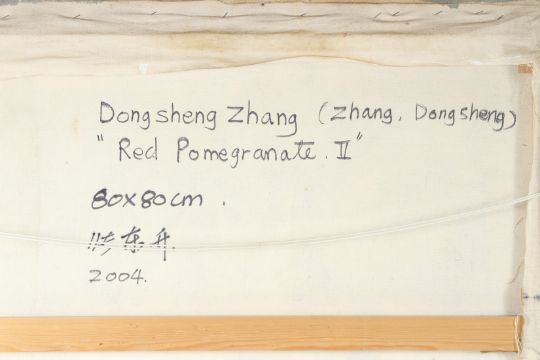 Dongsheng Zhang (Zhang, Dongsheng)
"Red Pomegranate. II"
80x80cm .
张东升.
2004.